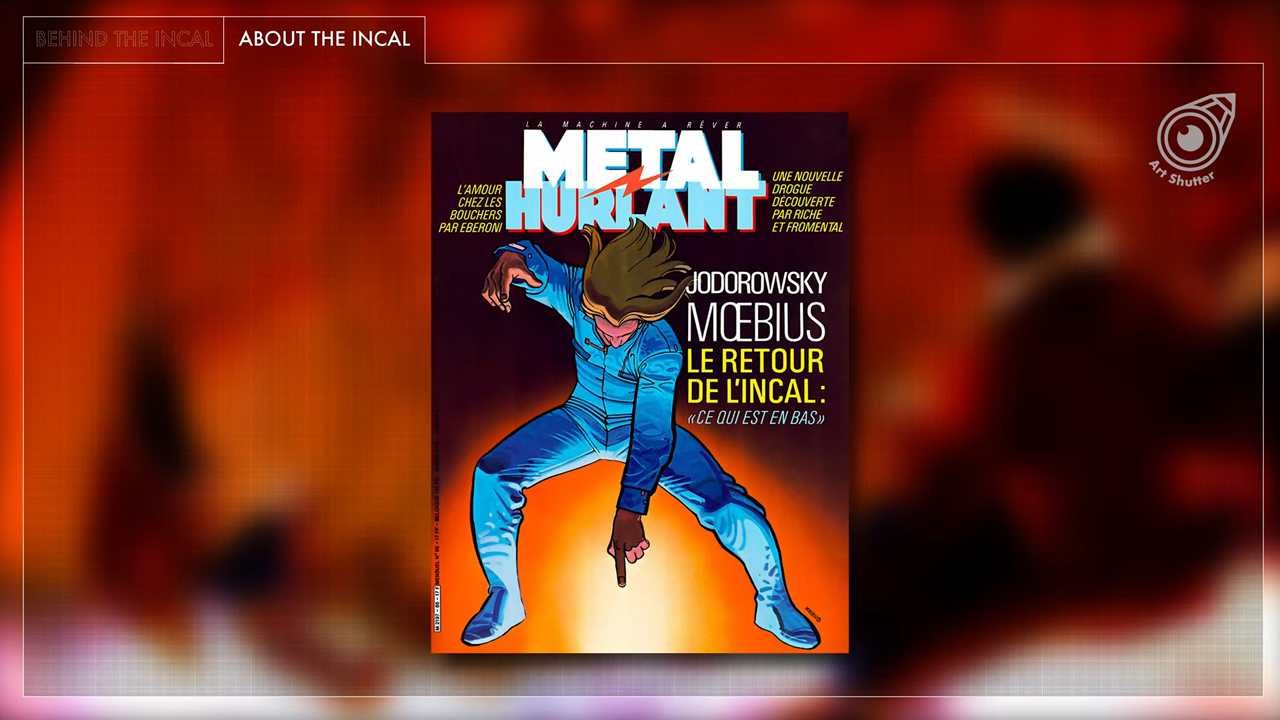 BEHIND THE INCAL
ABOUT THE INCAL
Art Shutter
LA MACHINE A RÊVER
METAL
HURLANT
L'AMOUR
CHEZ LES
BOUCHERS
PAR EBERONI
UNE NOUVELLE
DROGUE
DÉCOUVERTE
PAR RICHE
ET FROMENTAL
JODOROWSKY
MŒBIUS
LE RETOUR
DE L'INCAL :
«CE QUI EST EN BAS»